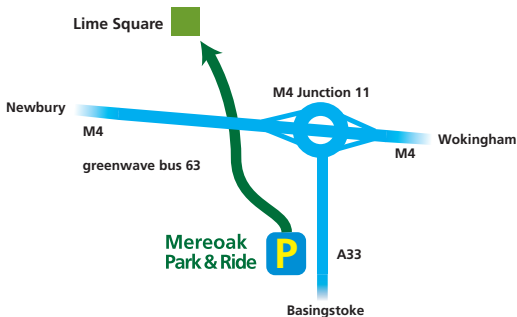 Lime Square
M4 Junction 11
Newbury
M4
Wokingham
M4
greenwave bus 63
Mereoak
Park & Ride
P
A33
Basingstoke